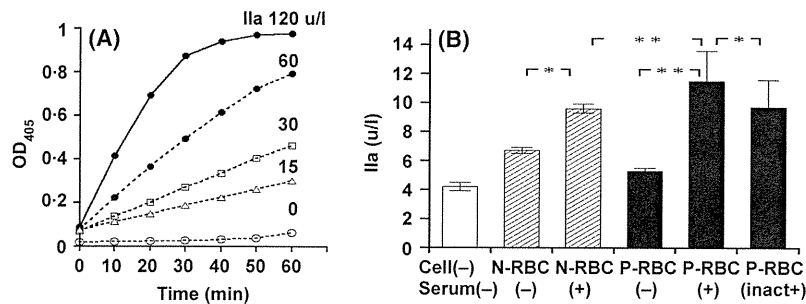 (A)
IIa 120 u/l
60
30
15
0
1
0·8
0·6
0·4
0·2
0
OD405
0 10 20 30 40 50 60
Time (min)
(B)
** 
* ** *
14
12
10
8
6
4
2
0
IIa (u/l)
Cell(–) N-RBC N-RBC P-RBC P-RBC P-RBC
Serum(–) (–) (+) (–) (+) (inact+)